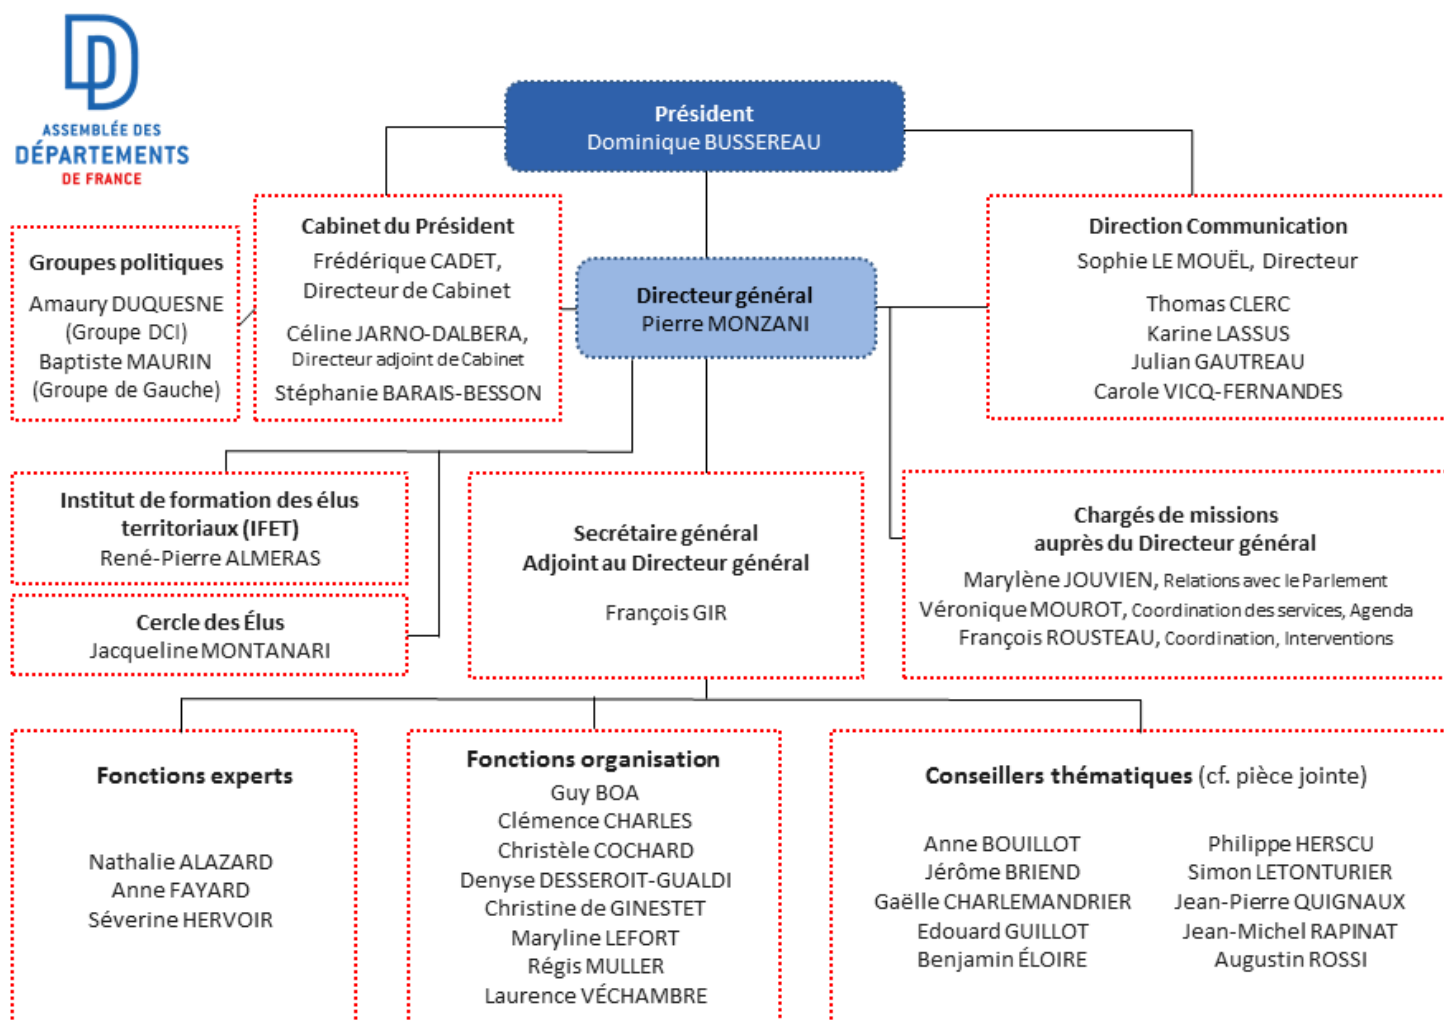 ASSEMBLÉE DES
DÉPARTEMENTS
DE FRANCE
Président
Dominique BUSSEREAU
Groupes politiques
Amaury DUQUESNE
(Groupe DCI)
Baptiste MAURIN
(Groupe de Gauche)
Cabinet du Président
Frédérique CADET,
Directeur de Cabinet
Céline JARNO-DALBERA,
Directeur adjoint de Cabinet
Stéphanie BARAIS-BESSON
Directeur général
Pierre MONZANI
Direction Communication
Sophie LE MOUËL, Directeur
Thomas CLERC
Karine LASSUS
Julian GAUTREAU
Carole VICQ-FERNANDES
Institut de formation des élus
territoriaux (IFET)
René-Pierre ALMERAS
Cercle des Élus
Jacqueline MONTANARI
Secrétaire général
Adjoint au Directeur général
François GIR
Chargés de missions
auprès du Directeur général
Marylène JOUVIEN, Relations avec le Parlement
Véronique MOUROT, Coordination des services, Agenda
François ROUSTEAU, Coordination, Interventions
Fonctions experts
Nathalie ALAZARD
Anne FAYARD
Séverine HERVOIR
Fonctions organisation
Guy BOA
Clémence CHARLES
Christèle COCHARD
Denyse DESSEROIT-GUALDI
Christine de GINESTET
Maryline LEFORT
Régis MULLER
Laurence VÉCHAMBRE
Conseillers thématiques (cf. pièce jointe)
Anne BOUILLOT
Jérôme BRIEND
Gaëlle CHARLEMANDRIER
Edouard GUILLOT
Benjamin ÉLOIRE
Philippe HERSCU
Simon LETONTURIER
Jean-Pierre QUIGNAUX
Jean-Michel RAPINAT
Augustin ROSSI